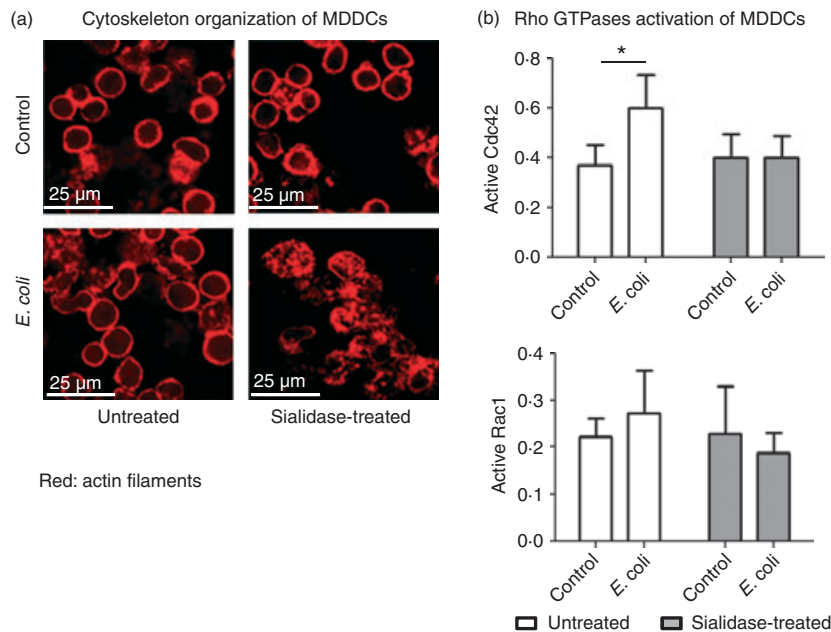 (a) Cytoskeleton organization of MDDCs
Control
25 µm
25 µm
E. coli
25 µm
25 µm
Untreated
Sialidase-treated
Red: actin filaments
(b) Rho GTPases activation of MDDCs
*
Active Cdc42
0·8
0·6
0·4
0·2
0·0
Control
E. coli
Control
E. coli
Active Rac1
0·4
0·3
0·2
0·1
0·0
Control
E. coli
Control
E. coli
Untreated
Sialidase-treated